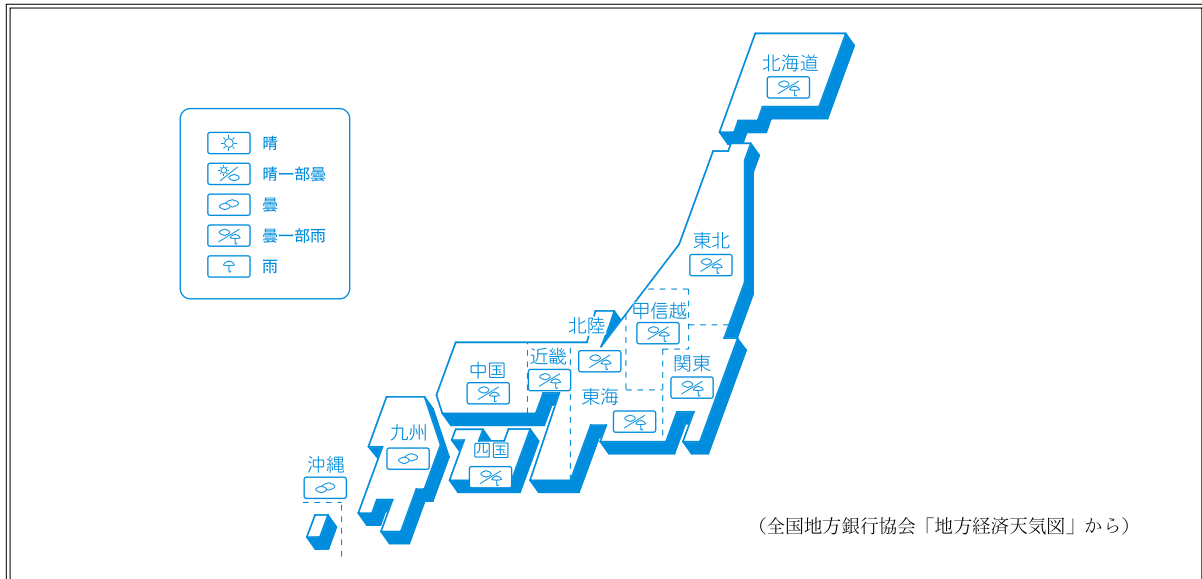 北海道
晴
晴一部曇
曇
曇一部雨
雨
東北
甲信越
北陸
近畿
関東
中国
東海
九州
四国
沖縄
（全国地方銀行協会「地方経済天気図」から）